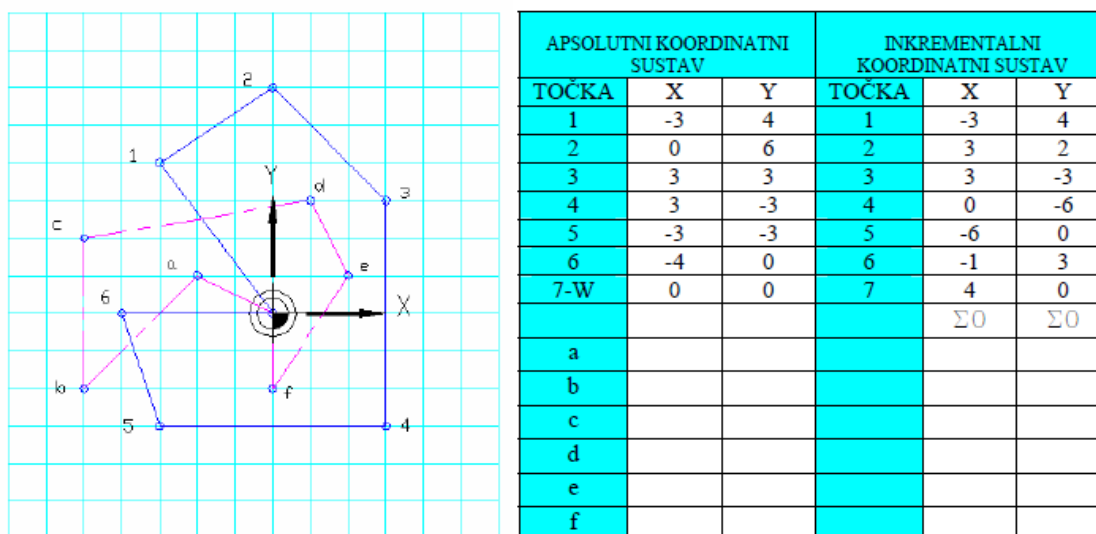 2
1
Y
d
3
c
a
e
6
X
b
f
5
4
APSOLUTNI KOORDINATNI SUSTAV INKREMENTALNI KOORDINATNI SUSTAV
TOČKA X Y TOČKA X Y
1 -3 4 1 -3 4
2 0 6 2 3 2
3 3 3 3 3 -3
4 3 -3 4 0 -6
5 -3 -3 5 -6 0
6 -4 0 6 -1 3
7-W 0 0 7 4 0
Σ0 Σ0
a
b
c
d
e
f